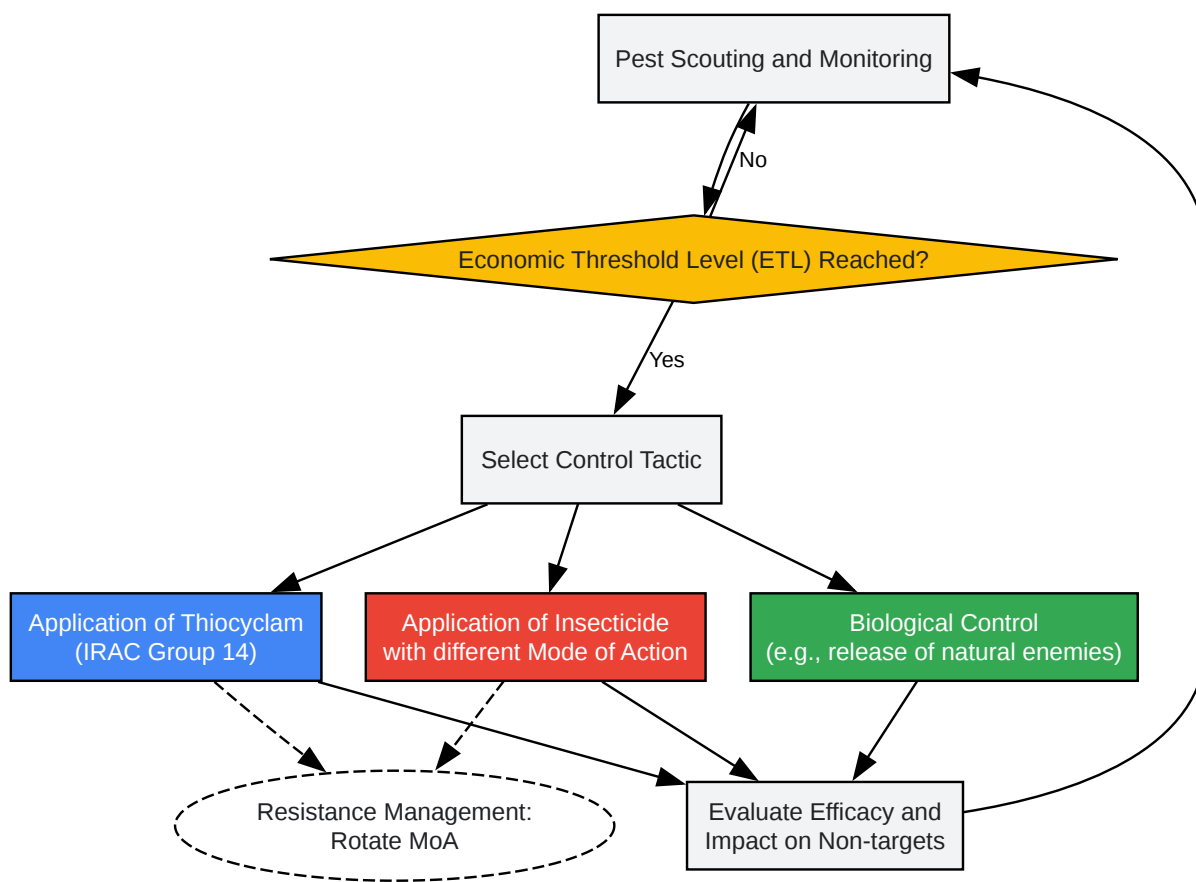 Pest Scouting and Monitoring
No
Economic Threshold Level (ETL) Reached?
Yes
Select Control Tactic
Application of Thiocyclam
(IRAC Group 14)
Application of Insecticide
with different Mode of Action
Biological Control
(e.g., release of natural enemies)
Resistance Management:
Rotate MoA
Evaluate Efficacy and
Impact on Non-targets